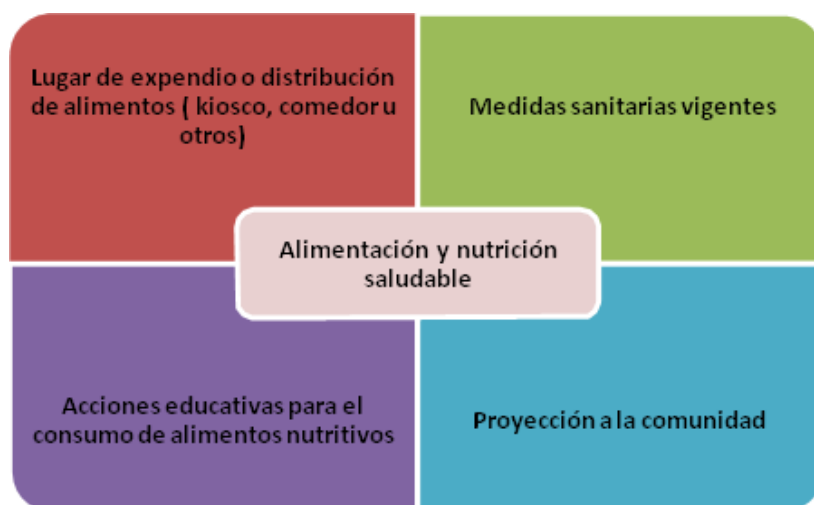 Lugar de expendio o distribución
de alimentos ( kiosco, comedor u
otros)
Medidas sanitarias vigentes
Alimentación y nutrición
saludable
Acciones educativas para el
consumo de alimentos nutritivos
Proyección a la comunidad